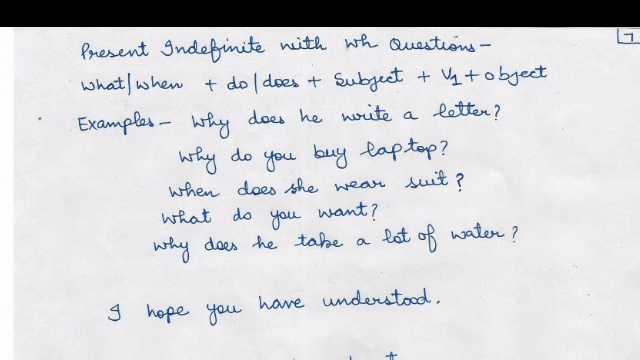 Present Indefinite with wh Questions-
what/when + do/does + Subject + V1 + object
Examples- Why does he write a letter?
Why do you buy laptop?
When does she wear suit?
What do you want?
Why does he take a lot of water?
I hope you have understood.